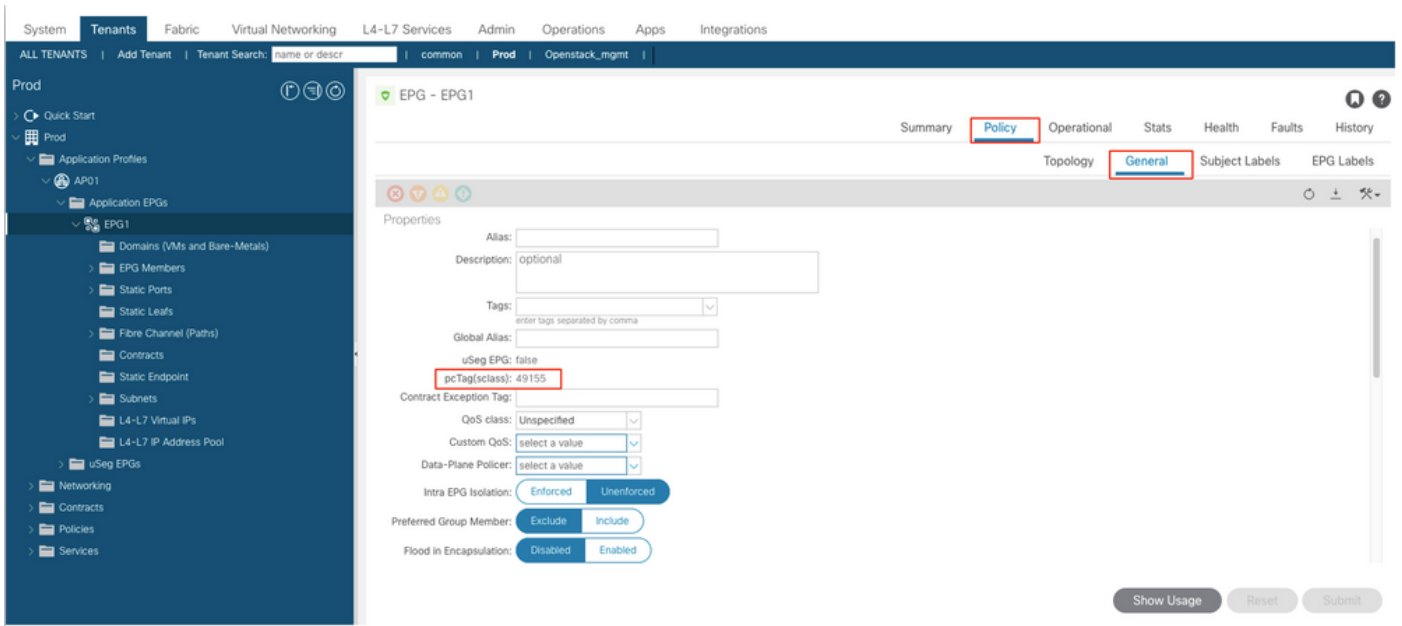 System Tenants Fabric Virtual Networking L4-L7 Services Admin Operations Apps Integrations
ALL TENANTS | Add Tenant | Tenant Search: name or descr | common | Prod | Openstack_mgmt |
Prod
Quick Start
Prod
Application Profiles
AP01
Application EPGs
EPG1
Domains (VMs and Bare-Metals)
EPG Members
Static Ports
Static Leafs
Fibre Channel (Paths)
Contracts
Static Endpoint
Subnets
L4-L7 Virtual IPs
L4-L7 IP Address Pool
uSeg EPGs
Networking
Contracts
Policies
Services
EPG - EPG1
Summary Policy Operational Stats Health Faults History
Topology General Subject Labels EPG Labels
Properties
Alias:
Description: optional
Tags:
enter tags separated by comma
Global Alias:
uSeg EPG: false
pcTag(sclass): 49155
Contract Exception Tag:
QoS class: Unspecified
Custom QoS: select a value
Data-Plane Policer: select a value
Intra EPG Isolation: Enforced Unenforced
Preferred Group Member: Exclude Include
Flood in Encapsulation: Disabled Enabled
Show Usage Reset Submit